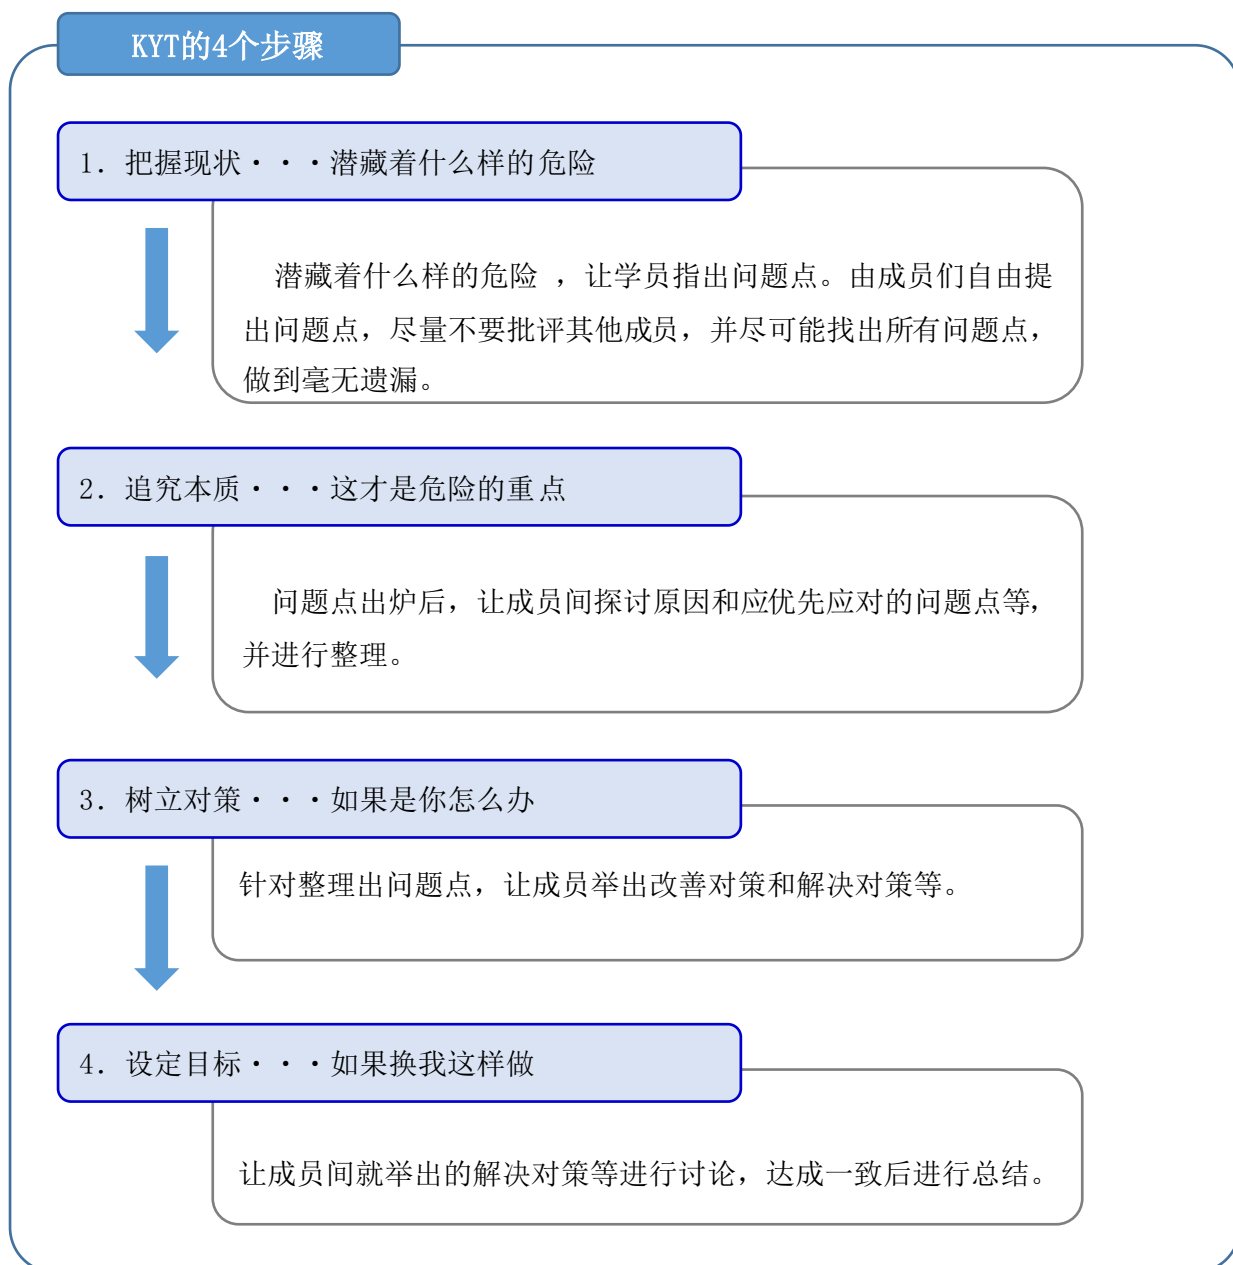 KYT的4个步骤
1. 把握现状・・・潜藏着什么样的危险
潜藏着什么样的危险 ，让学员指出问题点。由成员们自由提
出问题点，尽量不要批评其他成员，并尽可能找出所有问题点，
做到毫无遗漏。
2. 追究本质・・・这才是危险的重点
问题点出炉后，让成员间探讨原因和应优先应对的问题点等，
并进行整理。
3. 树立对策・・・如果是你怎么办
针对整理出问题点，让成员举出改善对策和解决对策等。
4. 设定目标・・・如果换我这样做
让成员间就举出的解决对策等进行讨论，达成一致后进行总结。